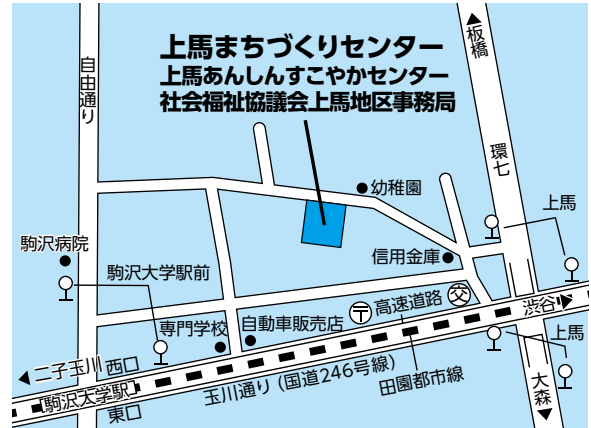 上馬まちづくりセンター
上馬あんしんすこやかセンター
社会福祉協議会上馬地区事務局
自由通り
板橋
環七
幼稚園
上馬
駒沢病院
信用金庫
駒沢大学駅前
高速道路
交
渋谷
〒
専門学校
自動車販売店
上馬
二子玉川
西口
玉川通り(国道246号線)
田園都市線
駒沢大学駅
東口
大森